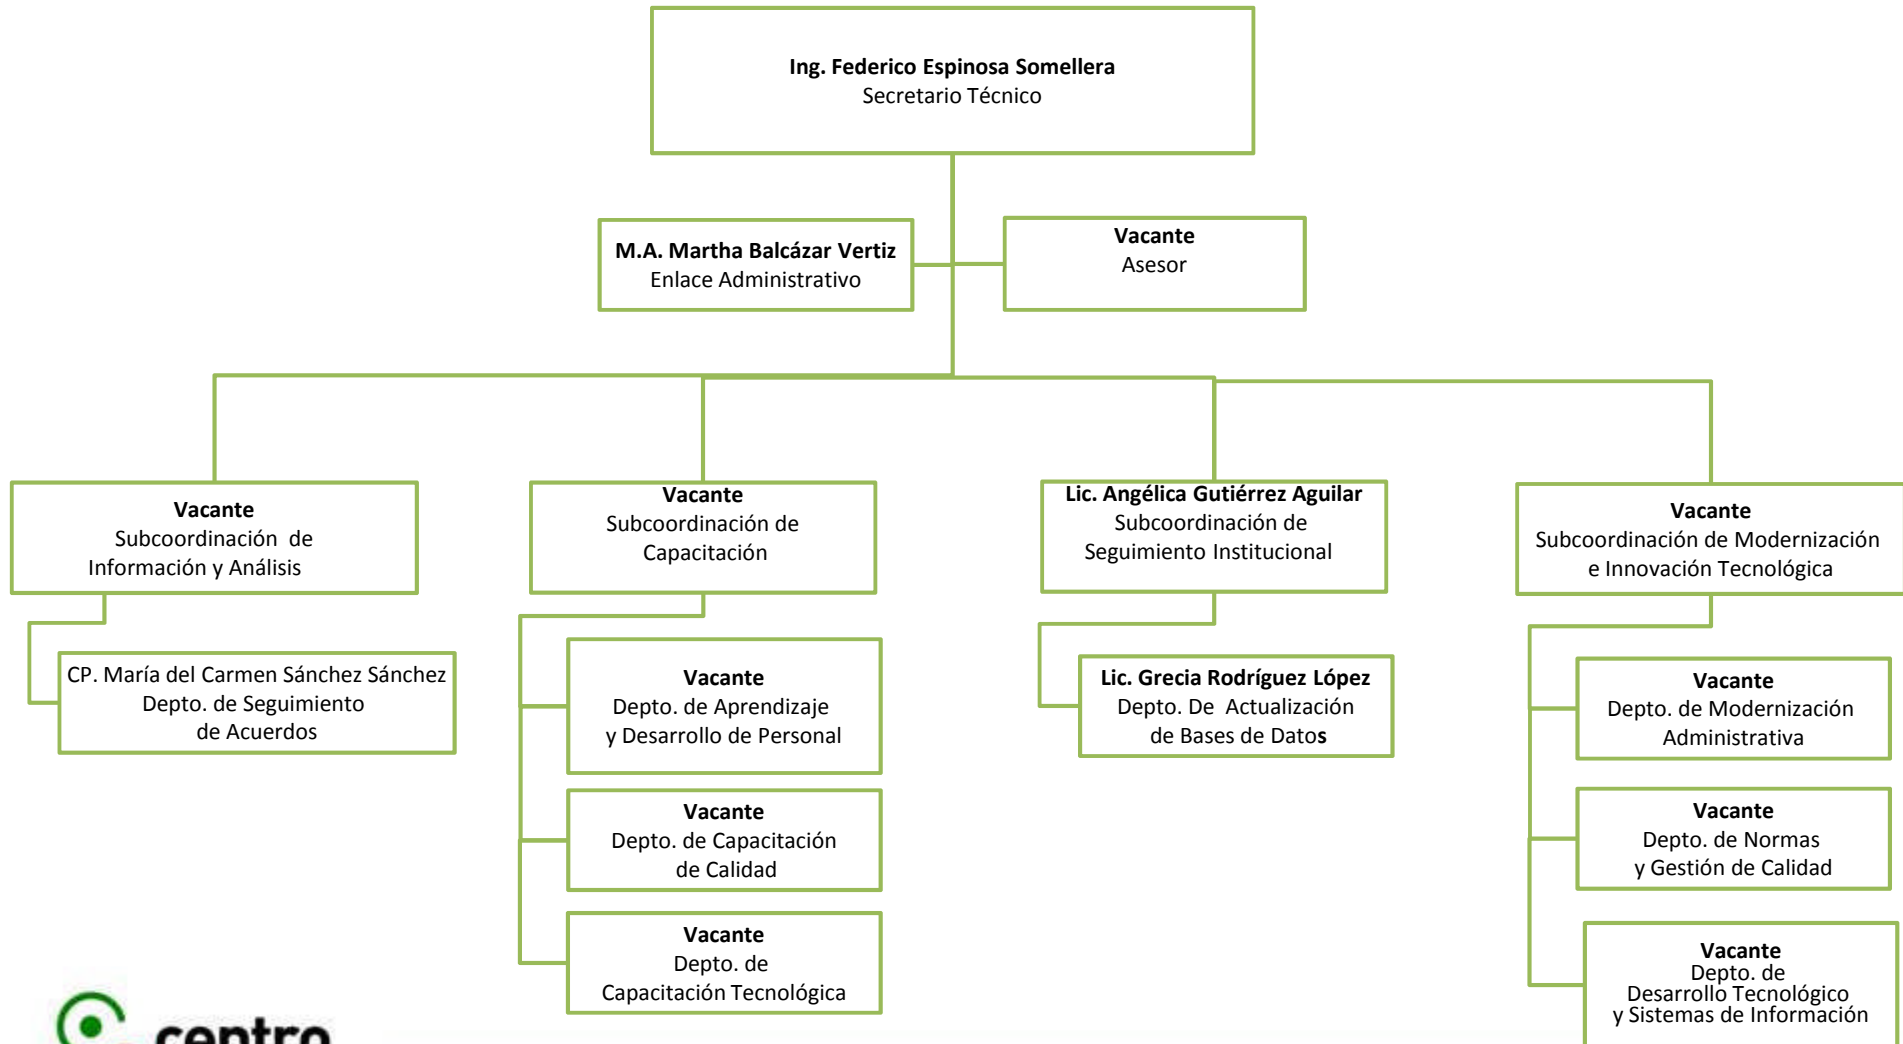 Ing. Federico Espinosa Somellera
Secretario Técnico
M.A. Martha Balcázar Vertiz
Enlace Administrativo
Vacante
Asesor
Vacante
Subcoordinación de
Información y Análisis
Vacante
Subcoordinación de
Capacitación
Lic. Angélica Gutiérrez Aguilar
Subcoordinación de
Seguimiento Institucional
Vacante
Subcoordinación de Modernización
e Innovación Tecnológica
CP. María del Carmen Sánchez Sánchez
Depto. de Seguimiento
de Acuerdos
Vacante
Depto. de Aprendizaje
y Desarrollo de Personal
Vacante
Depto. de Capacitación
de Calidad
Vacante
Depto. de
Capacitación Tecnológica
Lic. Grecia Rodríguez López
Depto. De Actualización
de Bases de Datos
Vacante
Depto. de Modernización
Administrativa
Vacante
Depto. de Normas
y Gestión de Calidad
Vacante
Depto. de
Desarrollo Tecnológico
y Sistemas de Información
centro